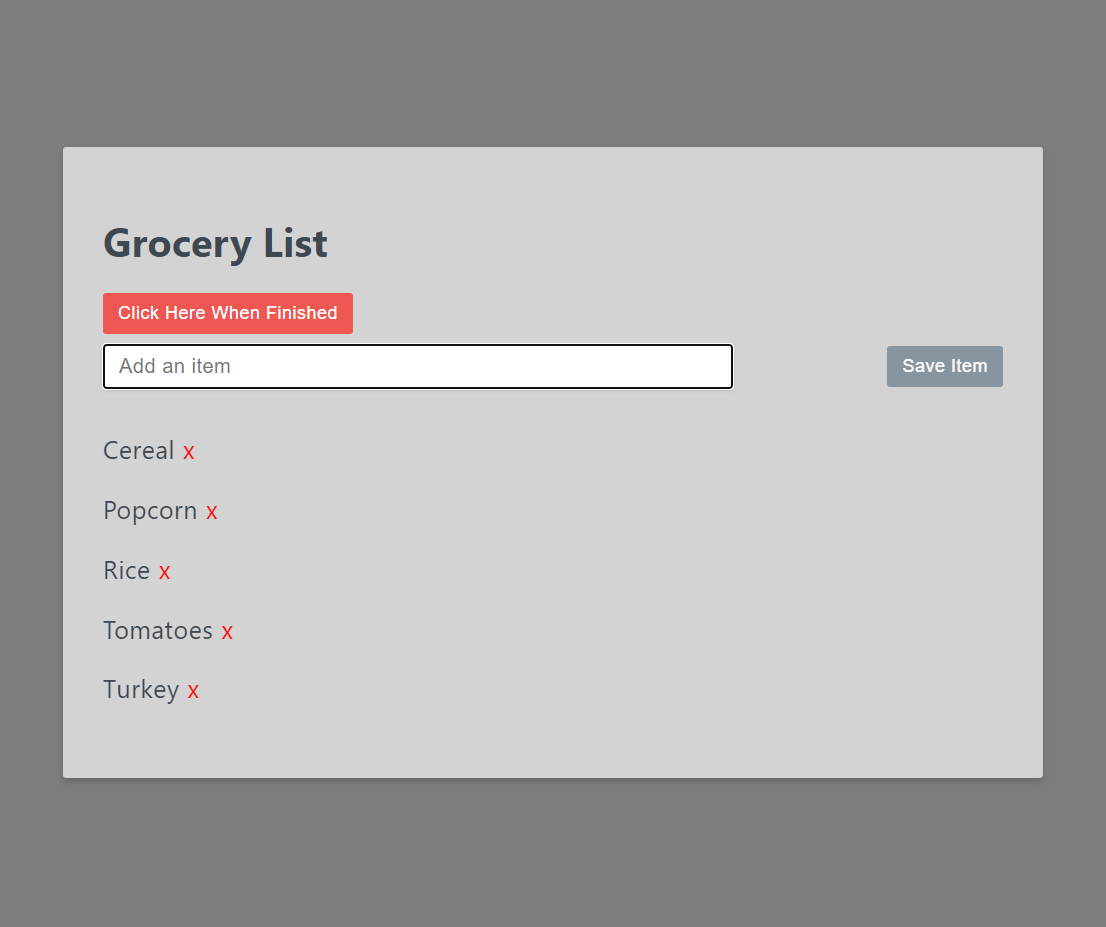 Grocery List
Click Here When Finished
Add an item Save Item
Cereal x
Popcorn x
Rice x
Tomatoes x
Turkey x